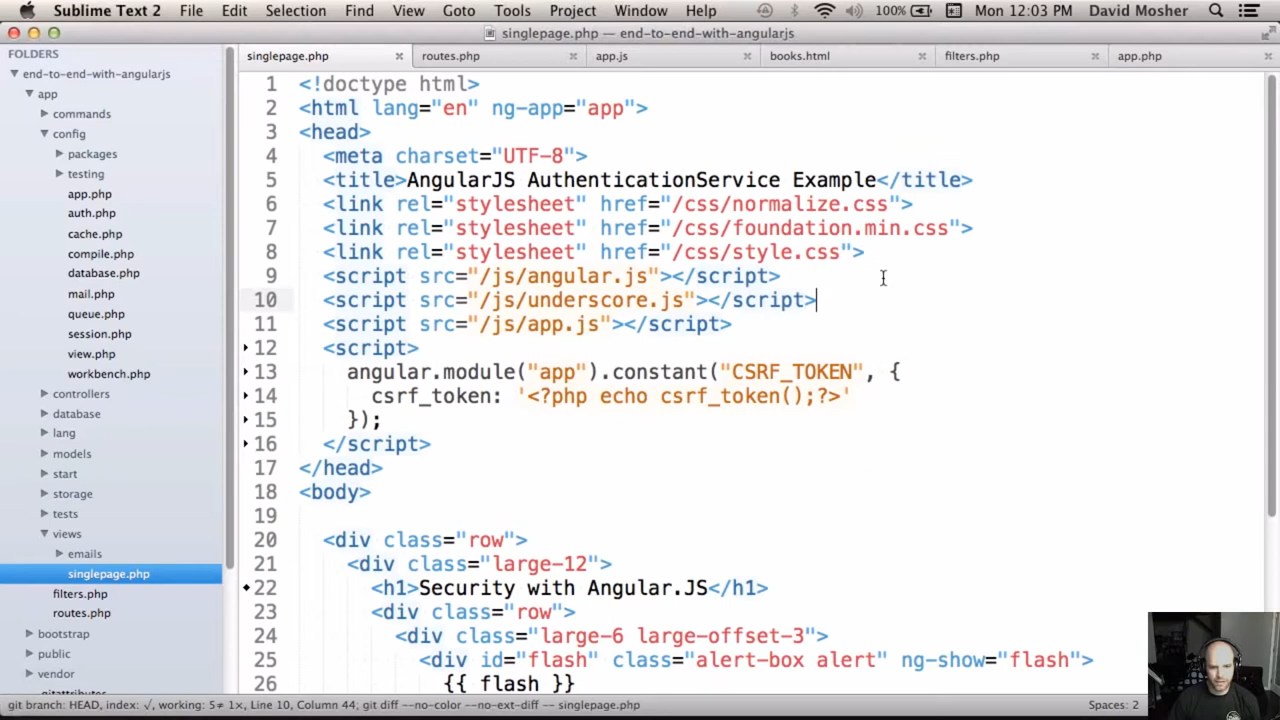 Sublime Text 2 File Edit Selection Find View Goto Tools Project Window Help 100% Mon 12:03 PM David Mosher
singlepage.php — end-to-end-with-angularjs
FOLDERS
end-to-end-with-angularjs
app
commands
config
packages
testing
app.php
auth.php
cache.php
compile.php
database.php
mail.php
queue.php
session.php
view.php
workbench.php
controllers
database
lang
models
start
storage
tests
views
emails
singlepage.php
filters.php
routes.php
bootstrap
public
vendor
.gitattributes
singlepage.php × routes.php × app.js × books.html × filters.php × app.php ×
1 <!doctype html>
2 <html lang="en" ng-app="app">
3 <head>
4 <meta charset="UTF-8">
5 <title>AngularJS AuthenticationService Example</title>
6 <link rel="stylesheet" href="/css/normalize.css">
7 <link rel="stylesheet" href="/css/foundation.min.css">
8 <link rel="stylesheet" href="/css/style.css">
9 <script src="/js/angular.js"></script>
10 <script src="/js/underscore.js"></script>
11 <script src="/js/app.js"></script>
12 <script>
13 angular.module("app").constant("CSRF_TOKEN", {
14 csrf_token: '<?php echo csrf_token();?>'
15 });
16 </script>
17 </head>
18 <body>
19
20 <div class="row">
21 <div class="large-12">
22 <h1>Security with Angular.JS</h1>
23 <div class="row">
24 <div class="large-6 large-offset-3">
25 <div id="flash" class="alert-box alert" ng-show="flash">
26 {{ flash }}
git branch: HEAD, index: √, working: 5≠ 1×, Line 10, Column 44; git diff --no-color --no-ext-diff -- singlepage.php Spaces: 2